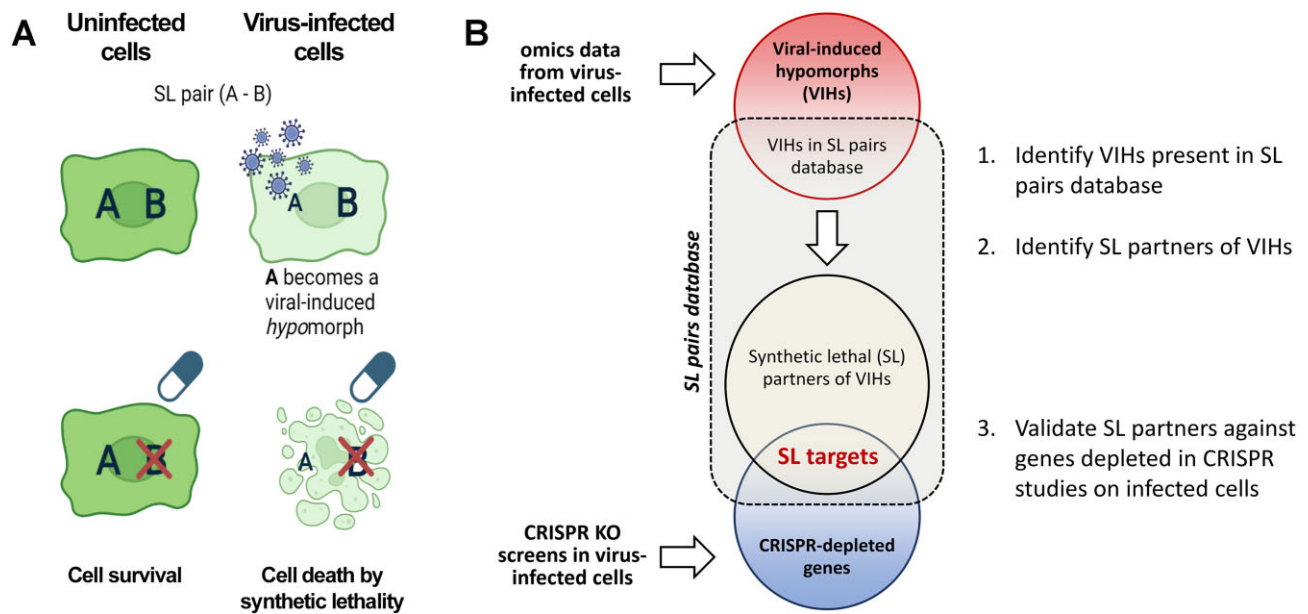 A
Uninfected
cells
Virus-infected
cells
SL pair (A - B)
A B
A B
A becomes a
viral-induced
hypomorph
A B
A B
Cell survival
Cell death by
synthetic lethality
B
omics data
from virus-
infected cells
Viral-induced
hypomorphs
(VIHs)
VIHs in SL pairs
database
SL pairs database
Synthetic lethal (SL)
partners of VIHs
SL targets
CRISPR KO
screens in virus-
infected cells
CRISPR-depleted
genes
1. Identify VIHs present in SL
pairs database
2. Identify SL partners of VIHs
3. Validate SL partners against
genes depleted in CRISPR
studies on infected cells